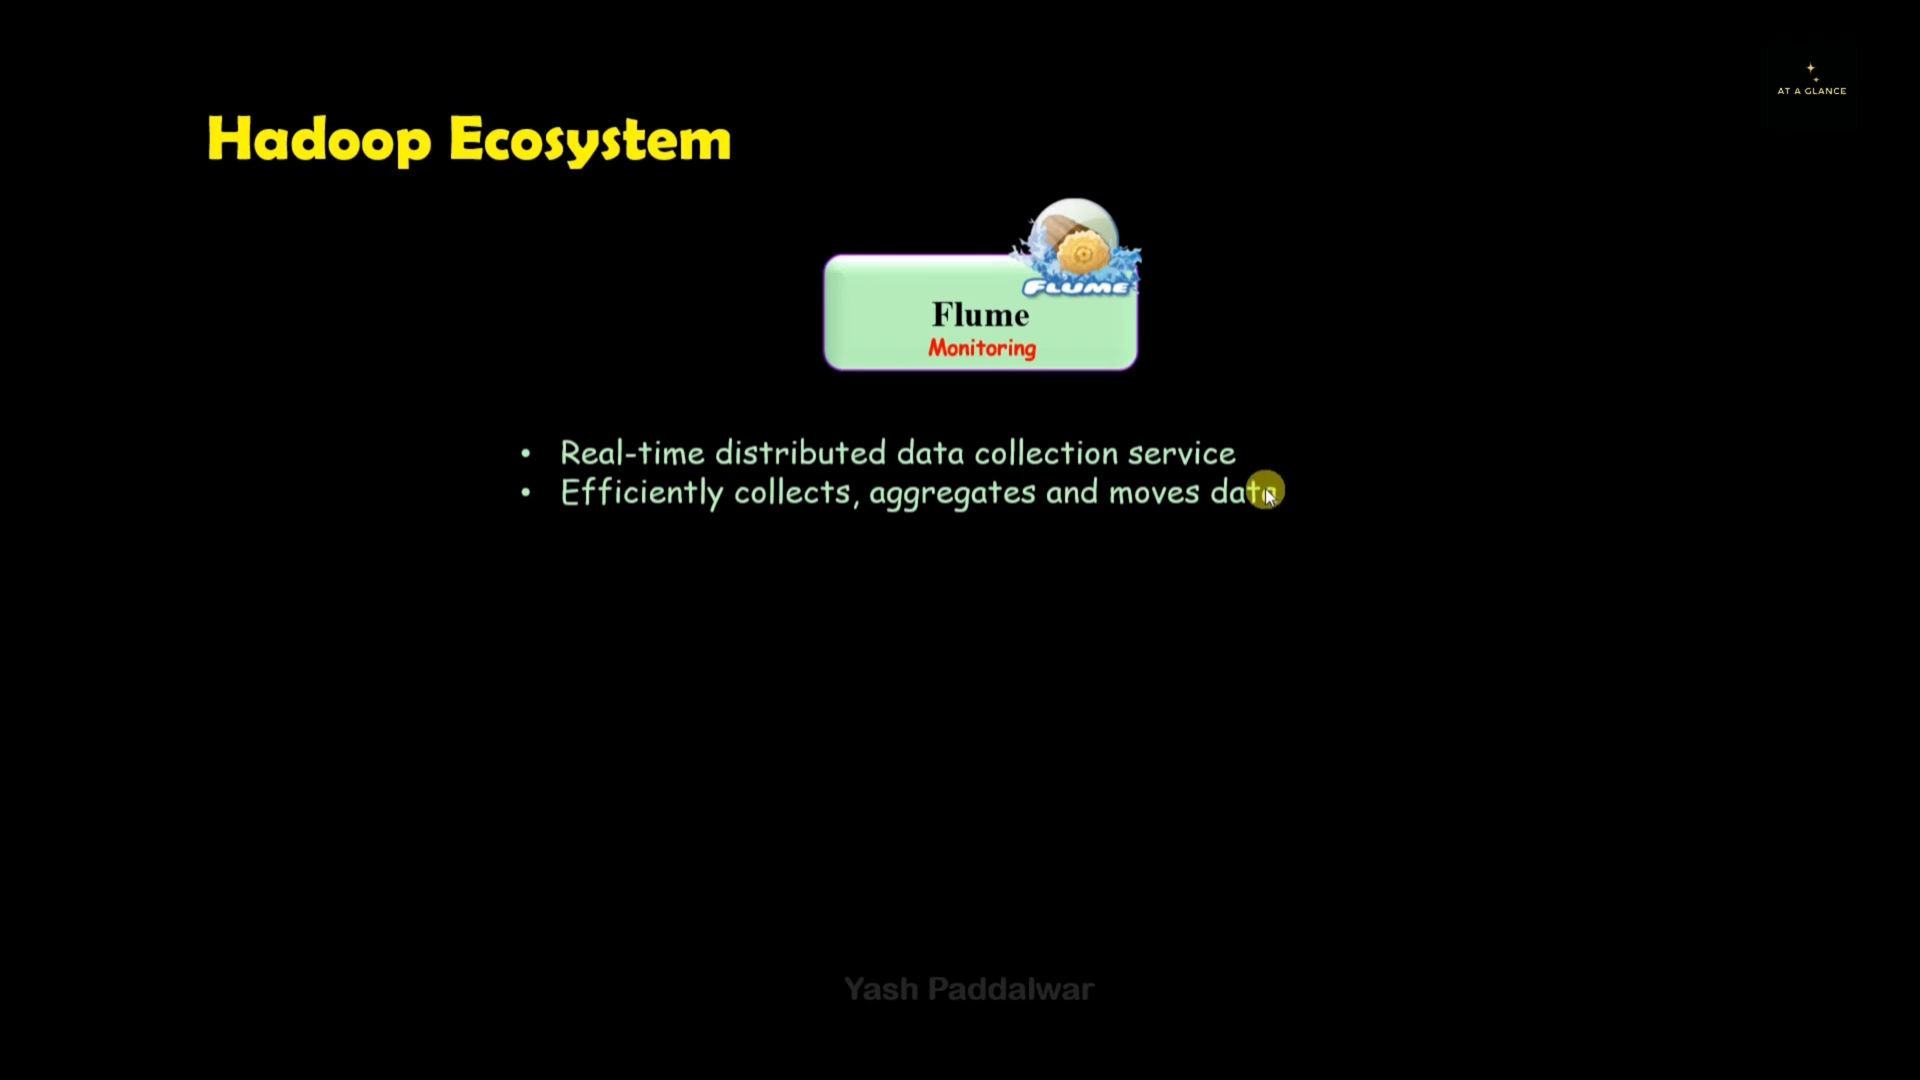 AT A GLANCE
Hadoop Ecosystem
FLUME
Flume
Monitoring
• Real-time distributed data collection service
• Efficiently collects, aggregates and moves data
Yash Paddalwar